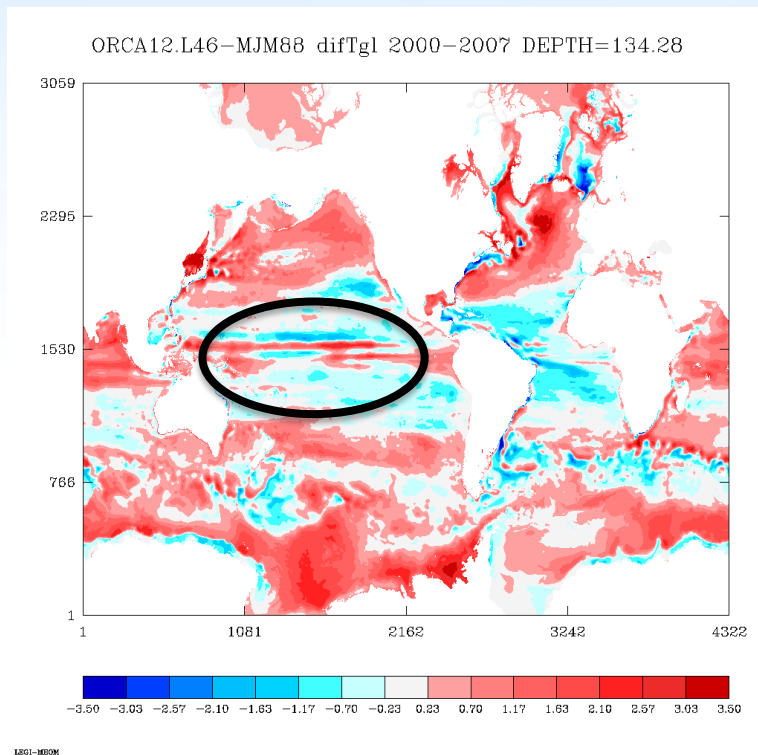 ORCA12.L46-MJM88 difTgl 2000-2007 DEPTH=134.28
3059
2295
1530
766
1
1 1081 2162 3242 4322
-3.50 -3.03 -2.57 -2.10 -1.63 -1.17 -0.70 -0.23 0.23 0.70 1.17 1.63 2.10 2.57 3.03 3.50
LEGI-MEOM